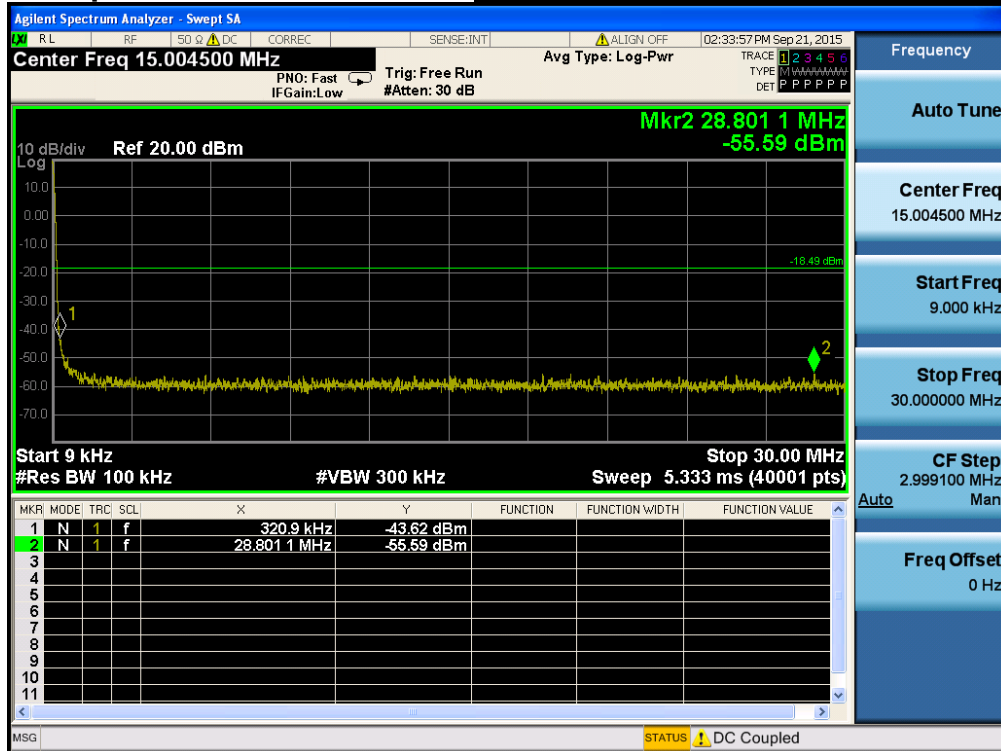 Agilent Spectrum Analyzer - Swept SA
LXI RL RF 50 Ω DC CORREC SENSE:INT ALIGN OFF 02:33:57 PM Sep 21, 2015
Center Freq 15.004500 MHz
Avg Type: Log-Pwr
TRACE 1 2 3 4 5 6
PNO: Fast Trig: Free Run
TYPE M WWWWW
IFGain:Low #Atten: 30 dB
DET P P P P P P
Mkr2 28.801 1 MHz
10 dB/div Ref 20.00 dBm -55.59 dBm
Log
10.0
0.00
-10.0
-18.49 dBm
-20.0
-30.0
1
-40.0
2
-50.0
-60.0
-70.0
Start 9 kHz Stop 30.00 MHz
#Res BW 100 kHz #VBW 300 kHz Sweep 5.333 ms (40001 pts)
MKR MODE TRC SCL X Y FUNCTION FUNCTION WIDTH FUNCTION VALUE
1 N 1 f 320.9 kHz -43.62 dBm
2 N 1 f 28.801 1 MHz -55.59 dBm
3
4
5
6
7
8
9
10
11
MSG STATUS DC Coupled
Frequency
Auto Tune
Center Freq
15.004500 MHz
Start Freq
9.000 kHz
Stop Freq
30.000000 MHz
CF Step
2.999100 MHz
Auto Man
Freq Offset
0 Hz